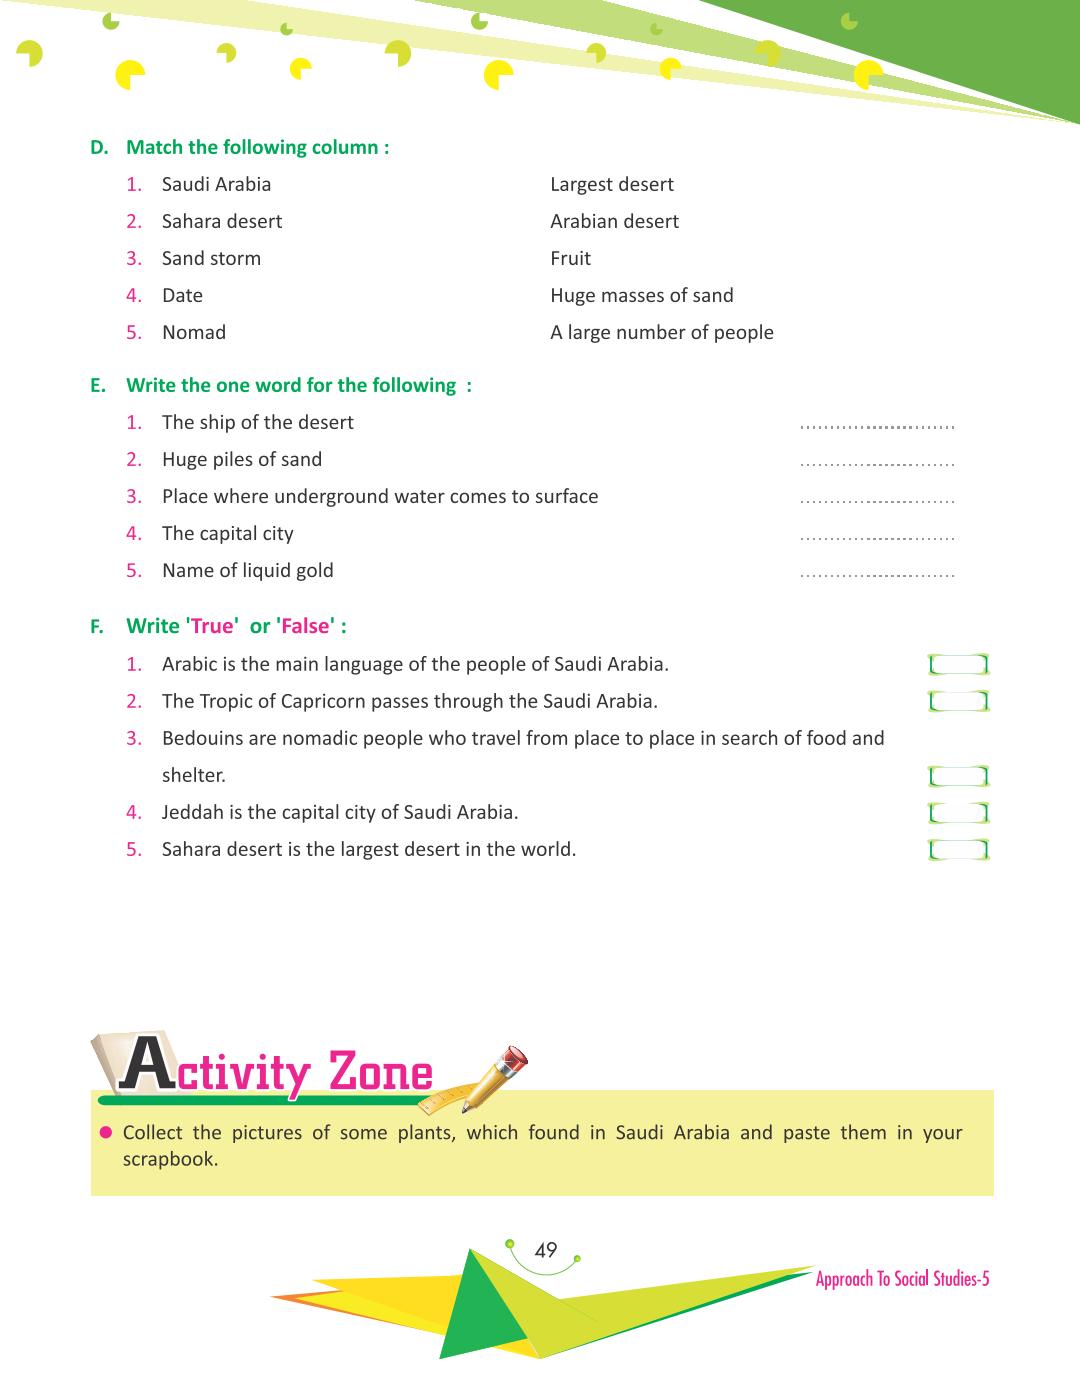 D. Match the following column :
1. Saudi Arabia Largest desert
2. Sahara desert Arabian desert
3. Sand storm Fruit
4. Date Huge masses of sand
5. Nomad A large number of people
E. Write the one word for the following :
1. The ship of the desert ..........................
2. Huge piles of sand ..........................
3. Place where underground water comes to surface ..........................
4. The capital city ..........................
5. Name of liquid gold ..........................
F. Write 'True' or 'False' :
1. Arabic is the main language of the people of Saudi Arabia.
2. The Tropic of Capricorn passes through the Saudi Arabia.
3. Bedouins are nomadic people who travel from place to place in search of food and
shelter.
4. Jeddah is the capital city of Saudi Arabia.
5. Sahara desert is the largest desert in the world.
Activity Zone
● Collect the pictures of some plants, which found in Saudi Arabia and paste them in your
scrapbook.
49
Approach To Social Studies-5